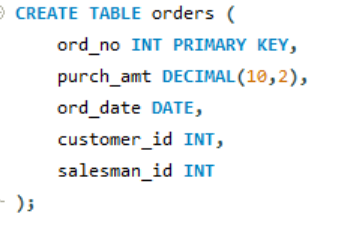 CREATE TABLE orders (
ord_no INT PRIMARY KEY,
purch_amt DECIMAL(10,2),
ord_date DATE,
customer_id INT,
salesman_id INT
);